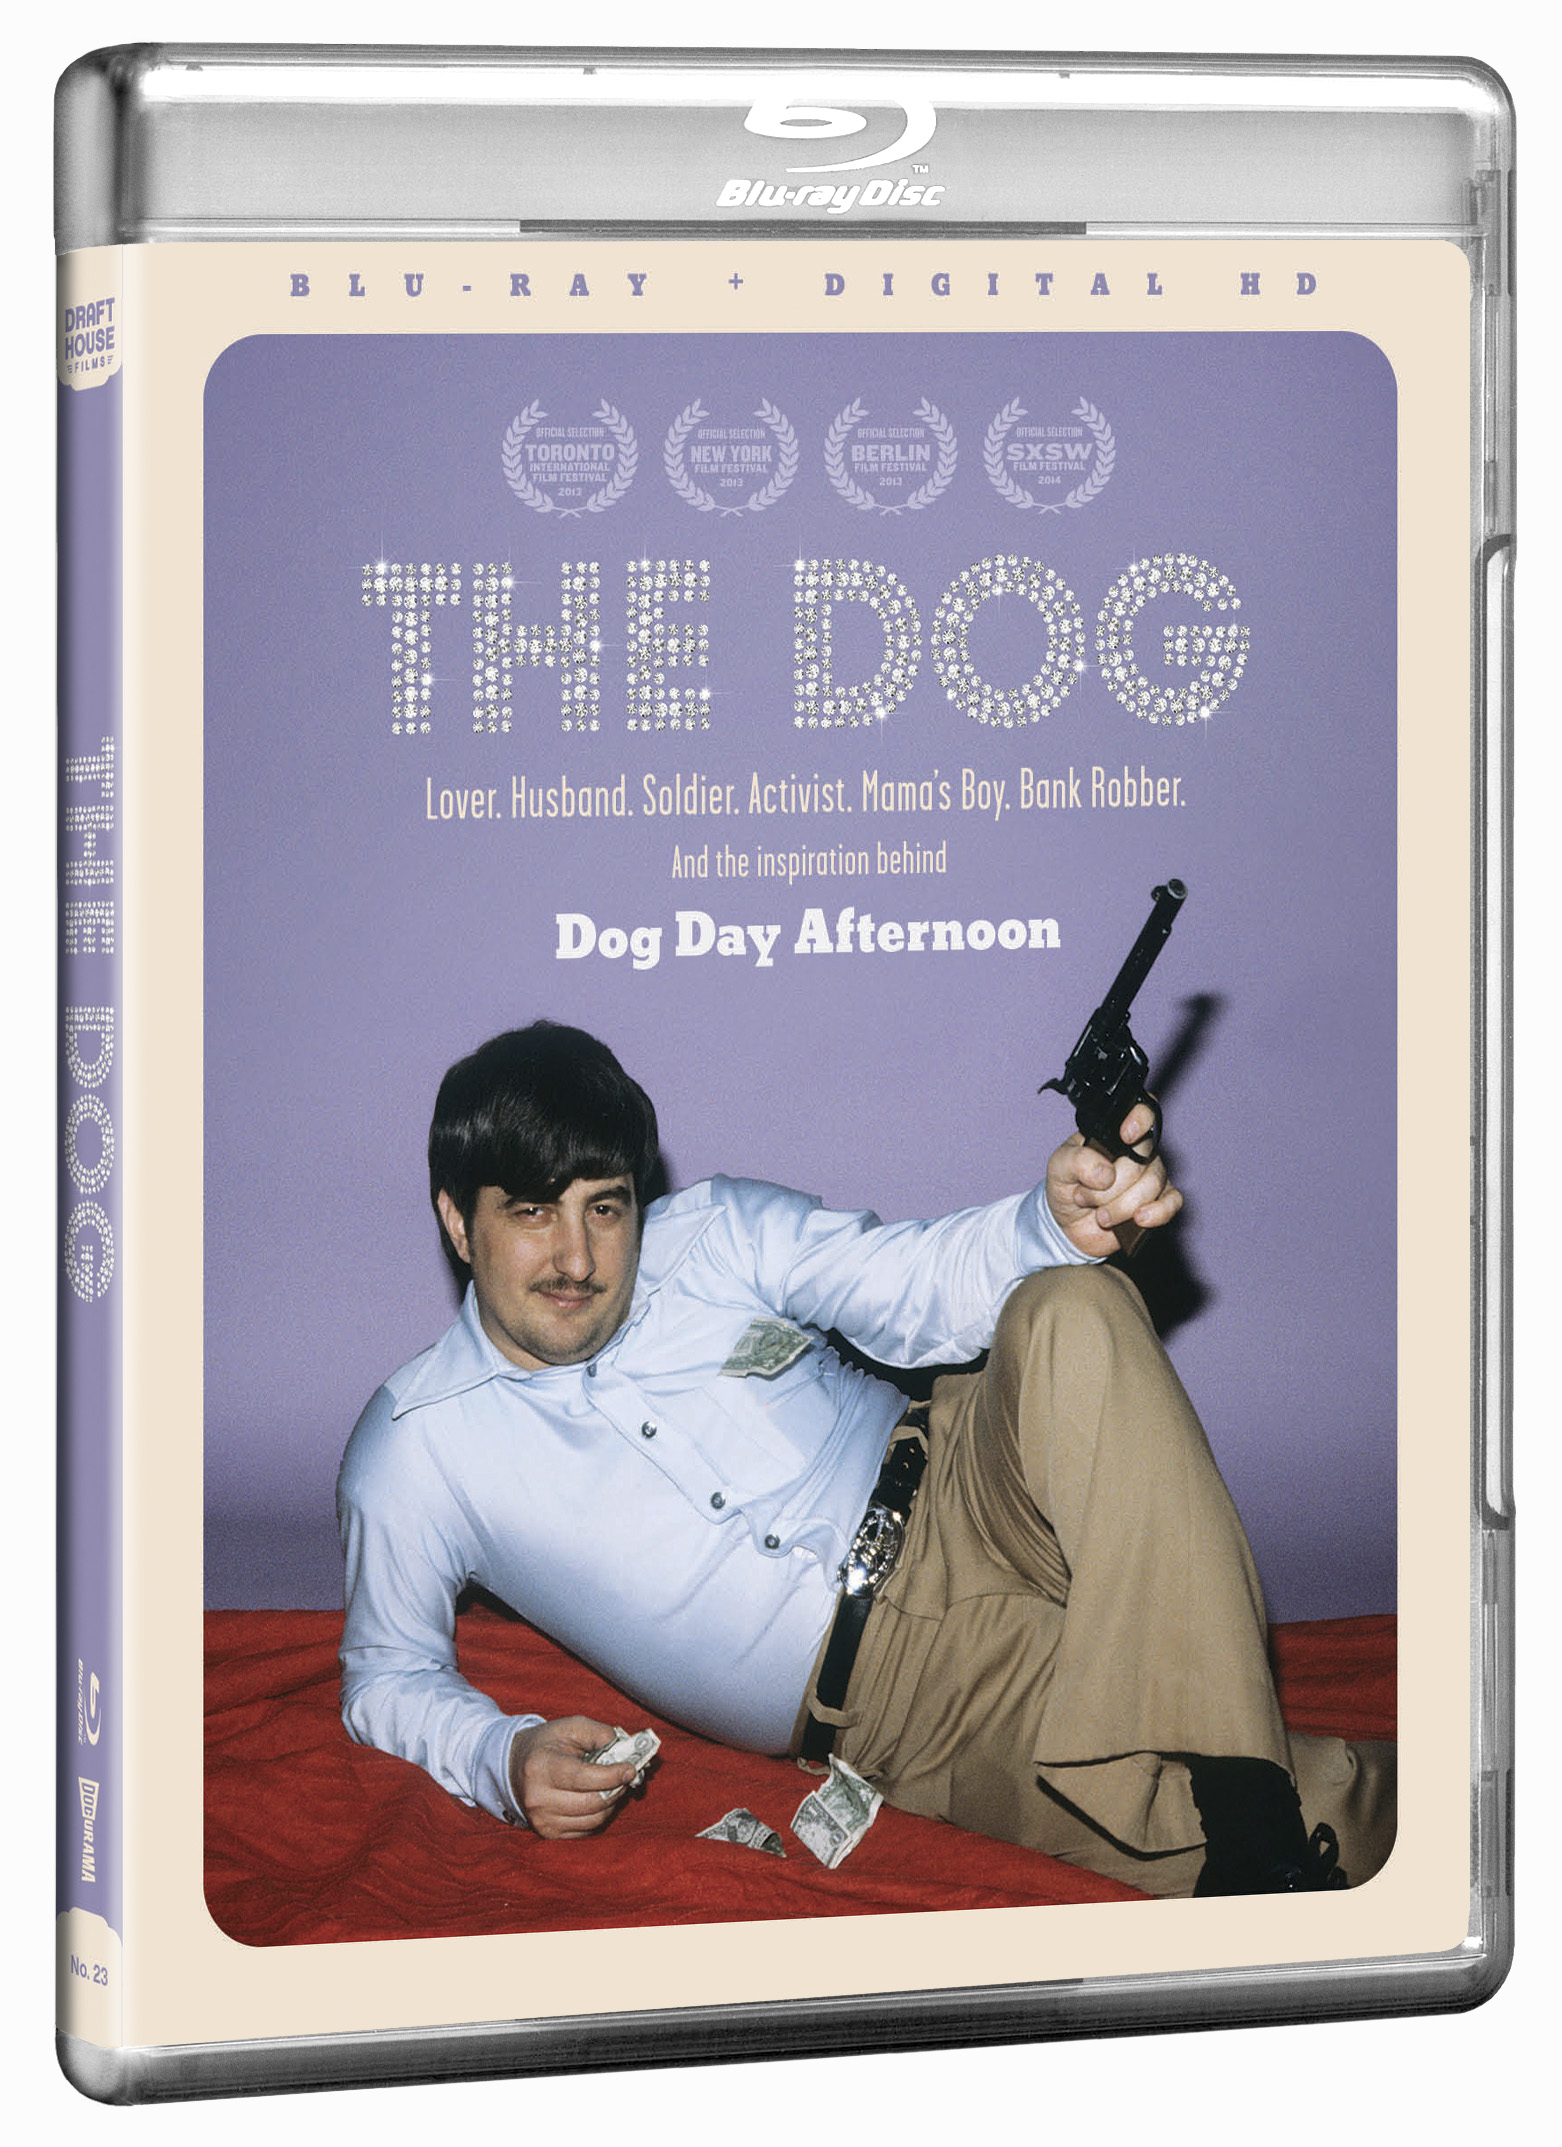 Blu-ray Disc™
BLU-RAY + DIGITAL HD
OFFICIAL SELECTION
TORONTO
INTERNATIONAL
FILM FESTIVAL
2013
OFFICIAL SELECTION
NEW YORK
FILM FESTIVAL
2013
OFFICIAL SELECTION
BERLIN
FILM FESTIVAL
2013
OFFICIAL SELECTION
SXSW
FILM FESTIVAL
2014
THE DOG
Lover. Husband. Soldier. Activist. Mama's Boy. Bank Robber.
And the inspiration behind
Dog Day Afternoon
DRAFT
HOUSE
FILMS
THE DOG
Blu-ray Disc
DOCURAMA
No. 23